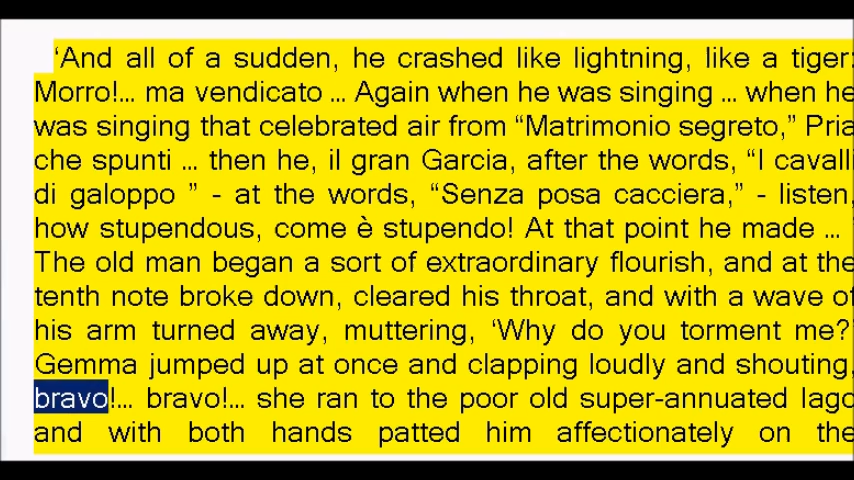 ‘And all of a sudden, he crashed like lightning, like a tiger:
Morro!… ma vendicato … Again when he was singing … when he
was singing that celebrated air from “Matrimonio segreto,” Pria
che spunti … then he, il gran Garcia, after the words, “I cavalli
di galoppo ” - at the words, “Senza posa cacciera,” - listen,
how stupendous, come è stupendo! At that point he made … ’
The old man began a sort of extraordinary flourish, and at the
tenth note broke down, cleared his throat, and with a wave of
his arm turned away, muttering, ‘Why do you torment me?’
Gemma jumped up at once and clapping loudly and shouting,
bravo!… bravo!… she ran to the poor old super-annuated Iago
and with both hands patted him affectionately on the